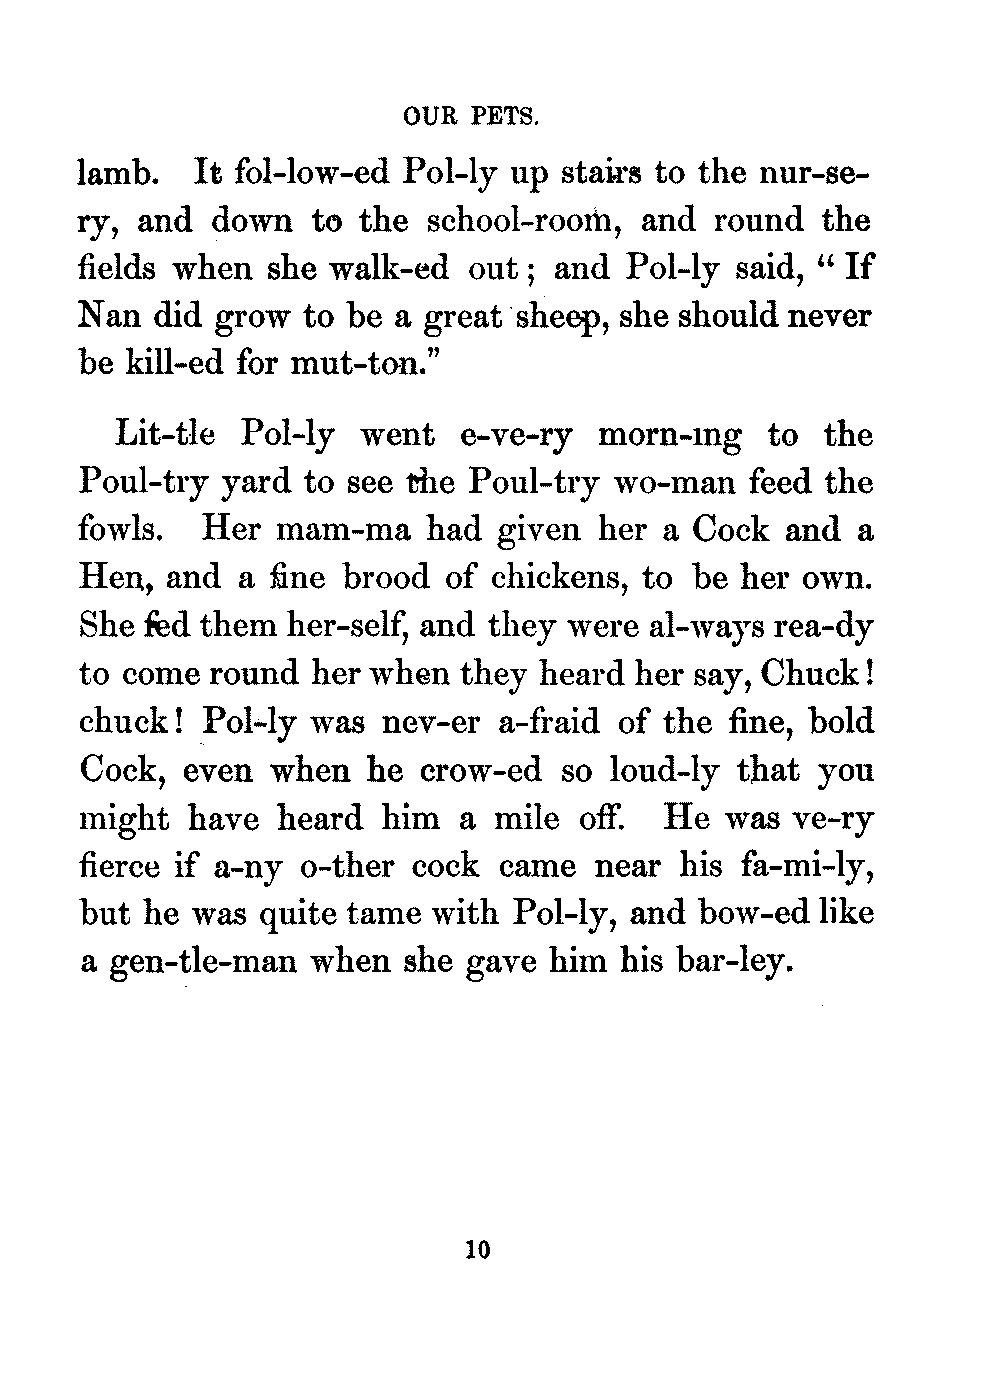 OUR PETS.
lamb. It fol-low-ed Pol-ly up stairs to the nur-se-
ry, and down to the school-room, and round the
fields when she walk-ed out; and Pol-ly said, “ If
Nan did grow to be a great sheep, she should never
be kill-ed for mut-ton.”
Lit-tle Pol-ly went e-ve-ry morn-ing to the
Poul-try yard to see the Poul-try wo-man feed the
fowls. Her mam-ma had given her a Cock and a
Hen, and a fine brood of chickens, to be her own.
She fed them her-self, and they were al-ways rea-dy
to come round her when they heard her say, Chuck!
chuck! Pol-ly was nev-er a-fraid of the fine, bold
Cock, even when he crow-ed so loud-ly that you
might have heard him a mile off. He was ve-ry
fierce if a-ny o-ther cock came near his fa-mi-ly,
but he was quite tame with Pol-ly, and bow-ed like
a gen-tle-man when she gave him his bar-ley.
10